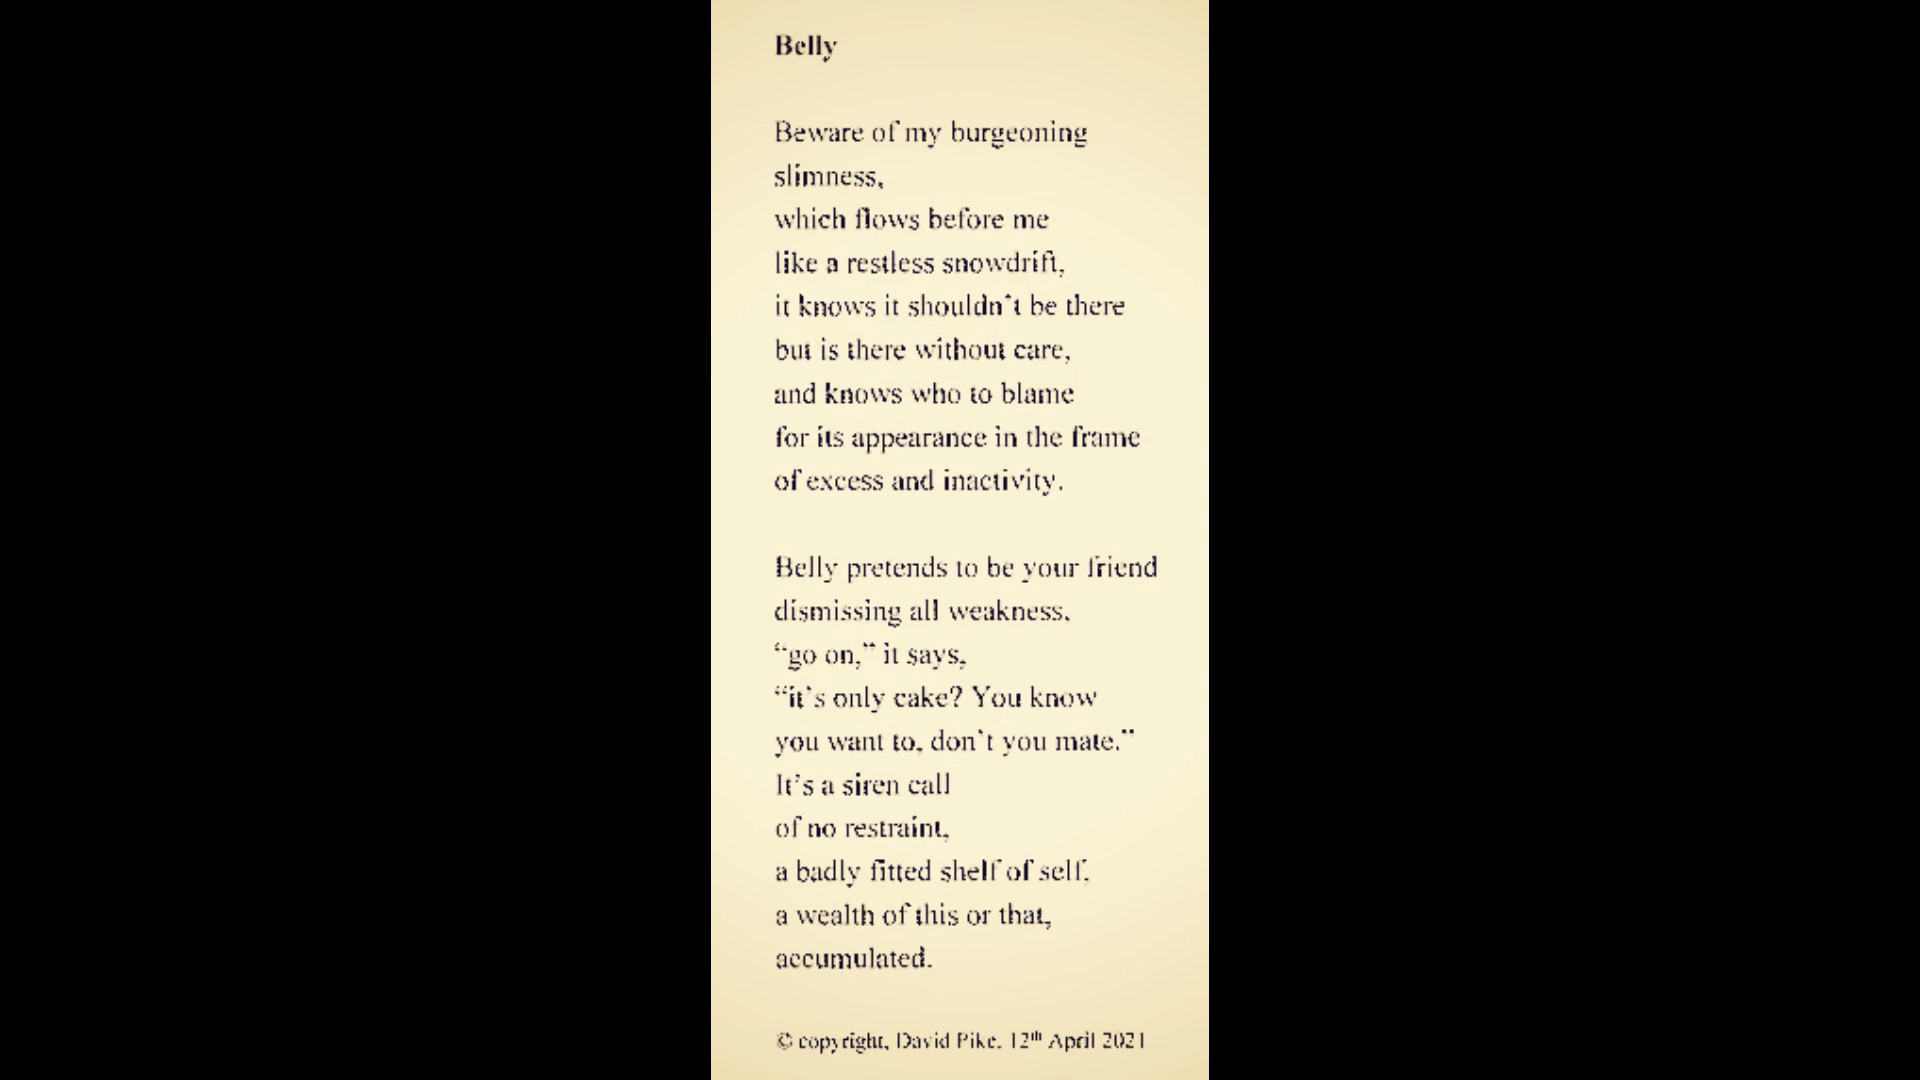 Belly
Beware of my burgeoning
slimness,
which flows before me
like a restless snowdrift,
it knows it shouldn't be there
but is there without care,
and knows who to blame
for its appearance in the frame
of excess and inactivity.
Belly pretends to be your friend
dismissing all weakness,
“go on,” it says,
“it's only cake? You know
you want to, don't you mate.”
It's a siren call
of no restraint,
a badly fitted shelf of self,
a wealth of this or that,
accumulated.
© copyright, David Pike, 12th April 2021